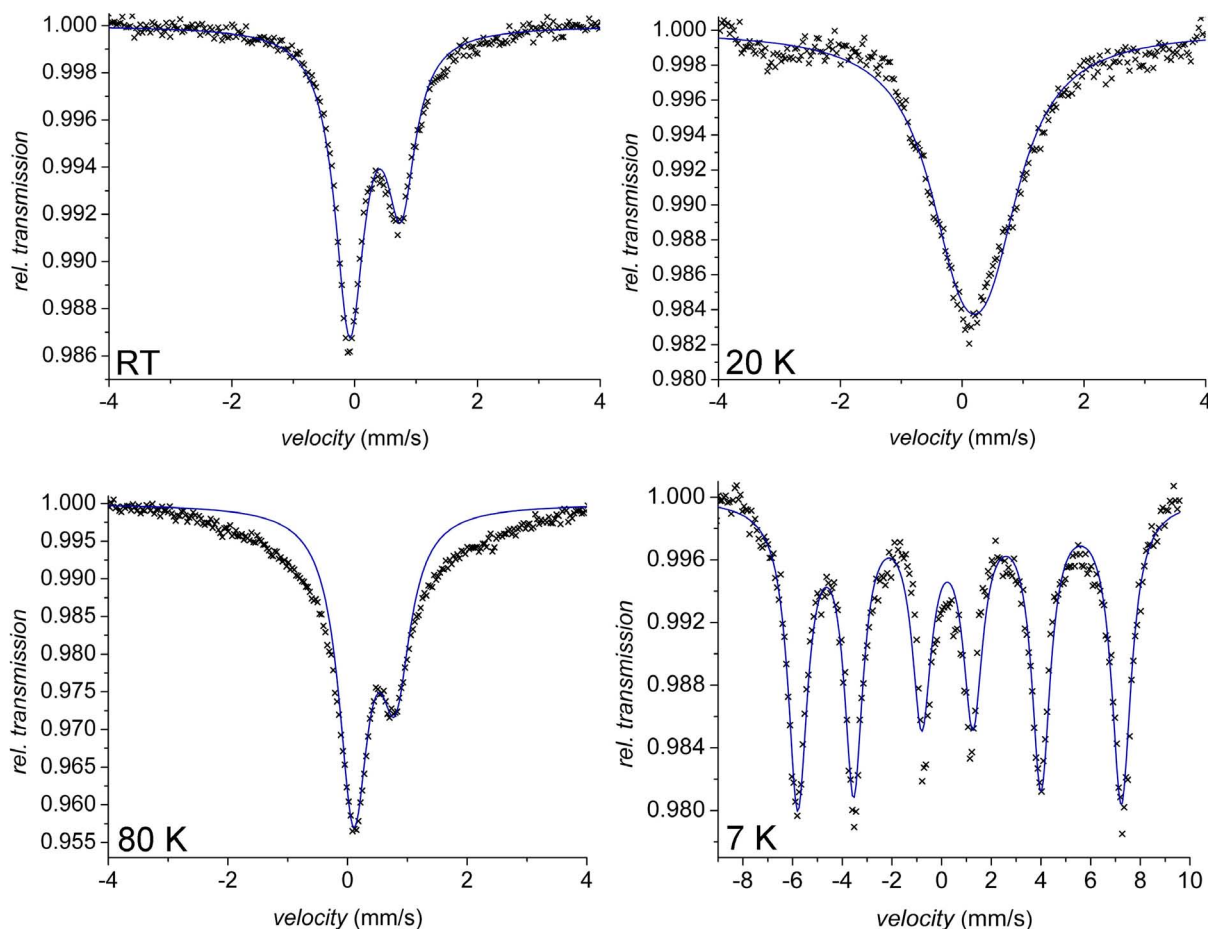 rel. transmission
1.000
0.998
0.996
0.994
0.992
0.990
0.988
0.986
RT
-4 -2 0 2 4
velocity (mm/s)
rel. transmission
1.000
0.998
0.996
0.994
0.992
0.990
0.988
0.986
0.984
0.982
0.980
20 K
-4 -2 0 2 4
velocity (mm/s)
rel. transmission
1.000
0.995
0.990
0.985
0.980
0.975
0.970
0.965
0.960
0.955
80 K
-4 -2 0 2 4
velocity (mm/s)
rel. transmission
1.000
0.996
0.992
0.988
0.984
0.980
7 K
-8 -6 -4 -2 0 2 4 6 8 10
velocity (mm/s)